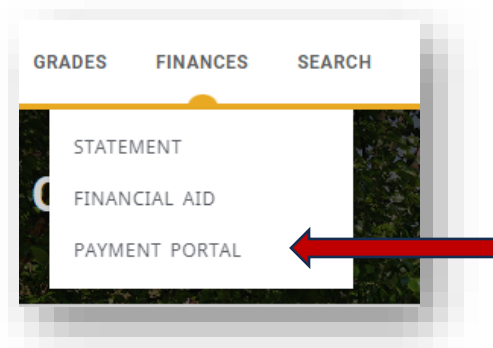 GRADES FINANCES SEARCH
STATEMENT
FINANCIAL AID
PAYMENT PORTAL